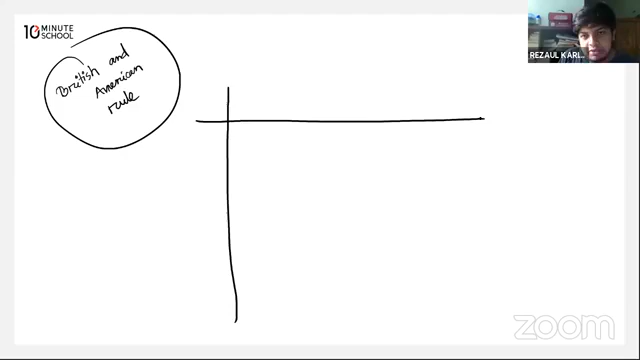 10 MINUTE
SCHOOL
British and
American
rule
REZAUL KARI...
zoom